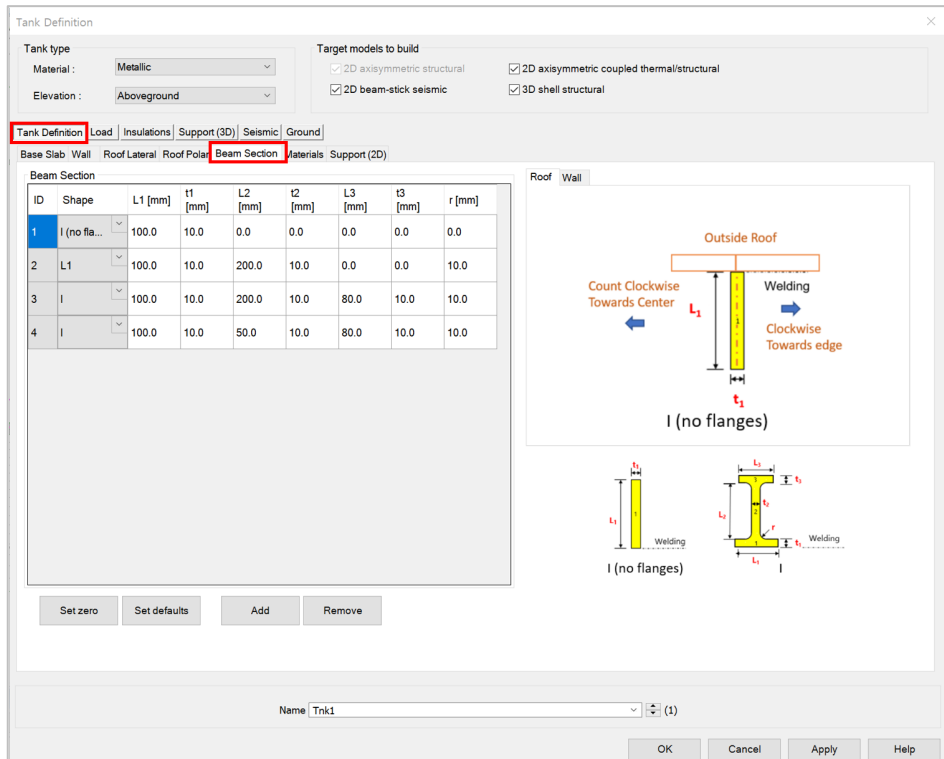 Tank Definition
Tank type
Material :
Metallic
Elevation :
Aboveground
Target models to build
2D axisymmetric structural
2D axisymmetric coupled thermal/structural
2D beam-stick seismic
3D shell structural
Tank Definition Load Insulations Support (3D) Seismic Ground
Base Slab Wall Roof Lateral Roof Polar Beam Section Materials Support (2D)
Beam Section
ID Shape L1 [mm] t1 [mm] L2 [mm] t2 [mm] L3 [mm] t3 [mm] r [mm]
1 I (no fla... 100.0 10.0 0.0 0.0 0.0 0.0 0.0
2 L1 100.0 10.0 200.0 10.0 0.0 0.0 10.0
3 I 100.0 10.0 200.0 10.0 80.0 10.0 10.0
4 I 100.0 10.0 50.0 10.0 80.0 10.0 10.0
Set zero Set defaults Add Remove
Roof Wall
Outside Roof
Count Clockwise
Towards Center
L1
1
Welding
Clockwise
Towards edge
t1
I (no flanges)
t1
L1
1
Welding
I (no flanges)
L3
3
t3
L2
t2
2
r
1
t1
Welding
L1
I
Name Tnk1 (1)
OK Cancel Apply Help